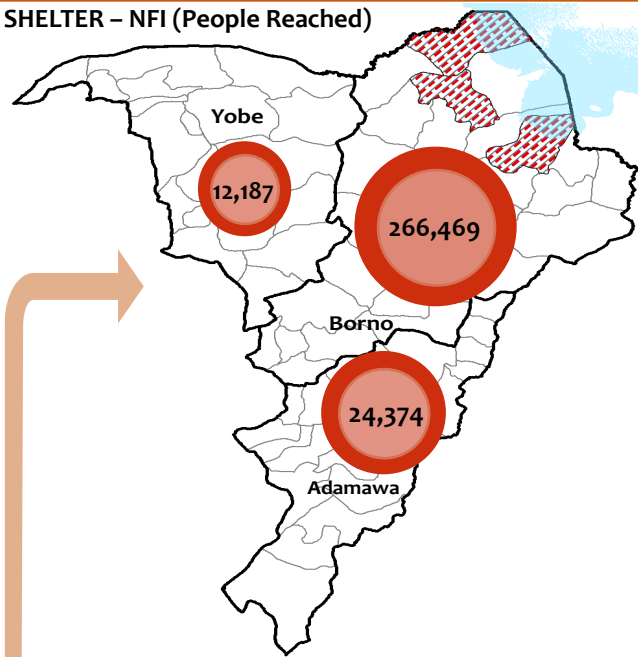 SHELTER – NFI (People Reached)
Yobe
12,187
266,469
Borno
24,374
Adamawa